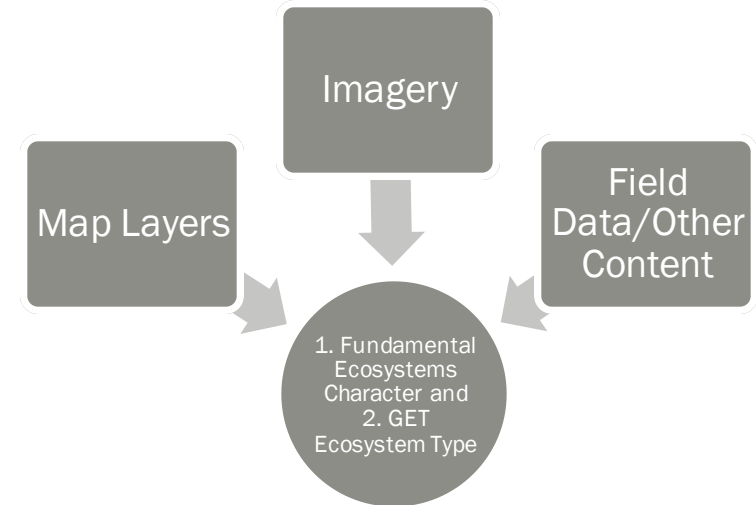 Imagery
Map Layers
Field
Data/Other
Content
1. Fundamental
Ecosystems
Character and
2. GET
Ecosystem Type